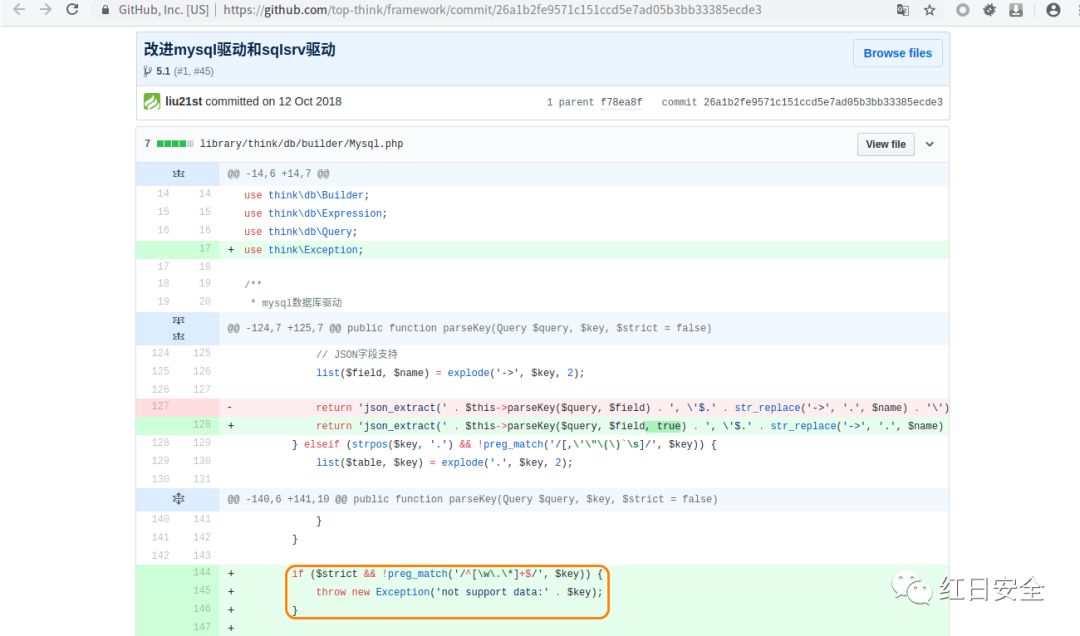 GitHub, Inc. [US] | https://github.com/top-think/framework/commit/26a1b2fe9571c151ccd5e7ad05b3bb33385ecde3
改进mysql驱动和sqlsrv驱动
Browse files
5.1 (#1, #45)
liu21st committed on 12 Oct 2018
1 parent f78ea8f commit 26a1b2fe9571c151ccd5e7ad05b3bb33385ecde3
7 library/think/db/builder/Mysql.php
View file
@@ -14,6 +14,7 @@
14 14 use think\db\Builder;
15 15 use think\db\Expression;
16 16 use think\db\Query;
17 + use think\Exception;
17 18
18 19 /**
19 20 * mysql数据库驱动
@@ -124,7 +125,7 @@ public function parseKey(Query $query, $key, $strict = false)
124 125 // JSON字段支持
125 126 list($field, $name) = explode('->', $key, 2);
126 127
127 - return 'json_extract(' . $this->parseKey($query, $field) . ', \'$.' . str_replace('->', '.', $name) . '\')
128 + return 'json_extract(' . $this->parseKey($query, $field, true) . ', \'$.' . str_replace('->', '.', $name)
128 129 } elseif (strpos($key, '.') && !preg_match('/[,\'\"\(\)`\s]/', $key)) {
129 130 list($table, $key) = explode('.', $key, 2);
130 131
@@ -140,6 +141,10 @@ public function parseKey(Query $query, $key, $strict = false)
140 141 }
141 142 }
142 143
144 + if ($strict && !preg_match('/^[\w\.\*]+$/', $key)) {
145 + throw new Exception('not support data:' . $key);
146 + }
147 +
红日安全